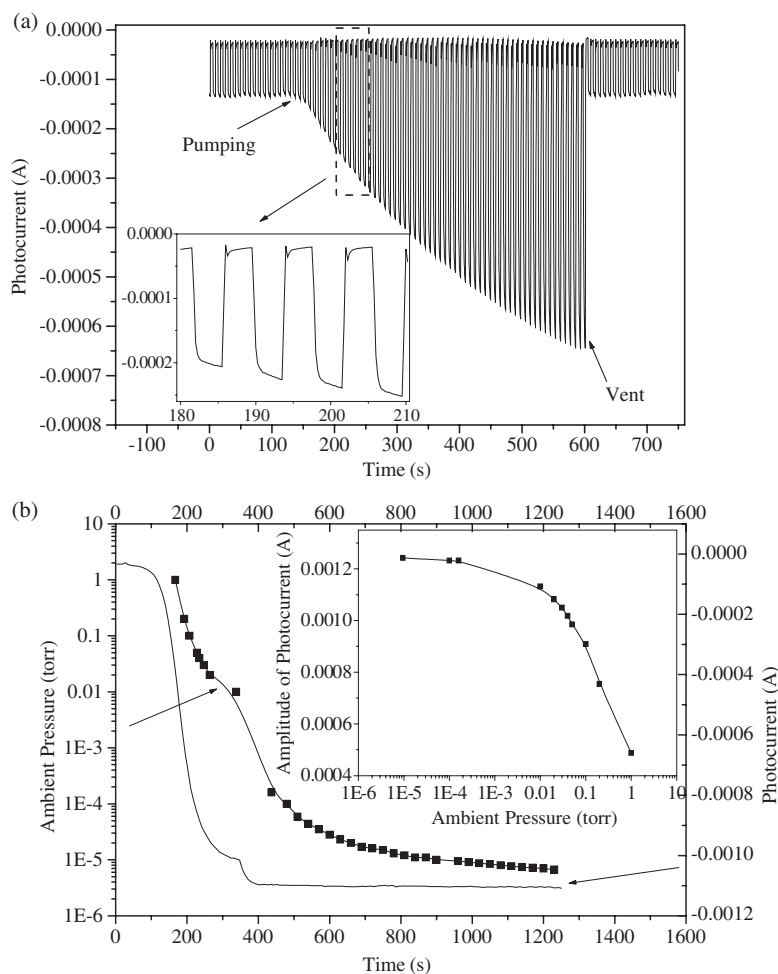 (a)
0.0000
-0.0001
-0.0002
-0.0003
-0.0004
-0.0005
-0.0006
-0.0007
-0.0008
Photocurrent (A)
Pumping
Vent
0.0000
-0.0001
-0.0002
180 190 200 210
-100 0 100 200 300 400 500 600 700
Time (s)
(b)
0 200 400 600 800 1000 1200 1400 1600
10
1
0.1
0.01
1E-3
1E-4
1E-5
1E-6
Ambient Pressure (torr)
0.0012
0.0010
0.0008
0.0006
0.0004
Amplitude of Photocurrent (A)
1E-6 1E-5 1E-4 1E-3 0.01 0.1 1 10
Ambient Pressure (torr)
0.0000
-0.0002
-0.0004
-0.0006
-0.0008
-0.0010
-0.0012
Photocurrent (A)
0 200 400 600 800 1000 1200 1400 1600
Time (s)